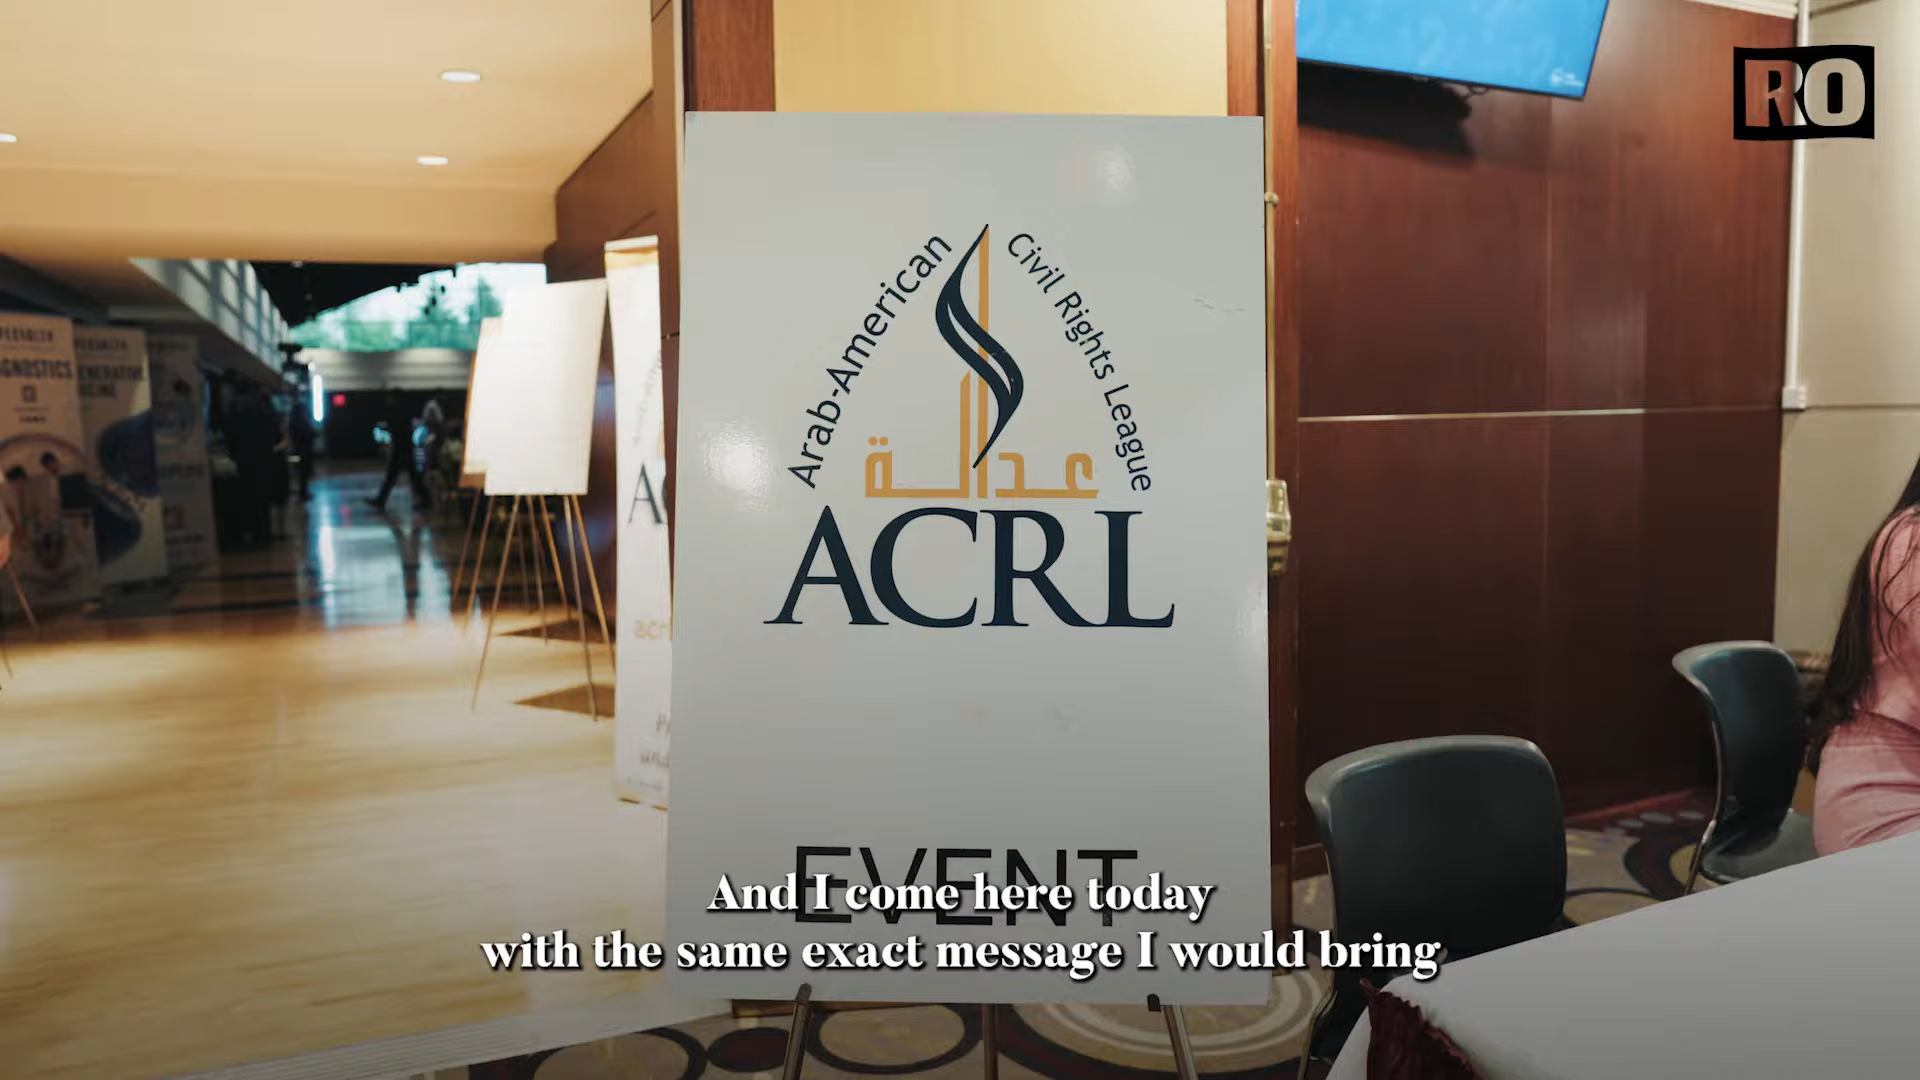 RO
Arab-American Civil Rights League
عدالة
ACRL
EVENT
And I come here today
with the same exact message I would bring